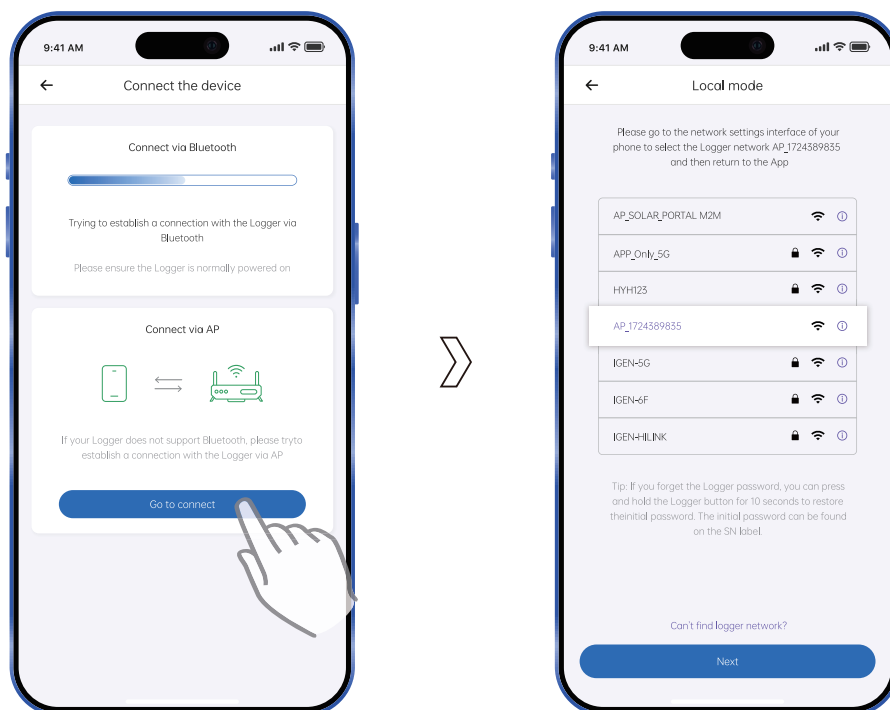 9:41 AM
Connect the device
Connect via Bluetooth
Trying to establish a connection with the Logger via
Bluetooth
Please ensure the Logger is normally powered on
Connect via AP
If your Logger does not support Bluetooth, please tryto
establish a connection with the Logger via AP
Go to connect
9:41 AM
Local mode
Please go to the network settings interface of your
phone to select the Logger network AP_1724389835
and then return to the App
AP_SOLAR_PORTAL M2M
APP_Only_5G
HYH123
AP_1724389835
IGEN-5G
IGEN-6F
IGEN-HILINK
Tip: If you forget the Logger password, you can press
and hold the Logger button for 10 seconds to restore
theinitial password. The initial password can be found
on the SN label.
Can't find logger network?
Next